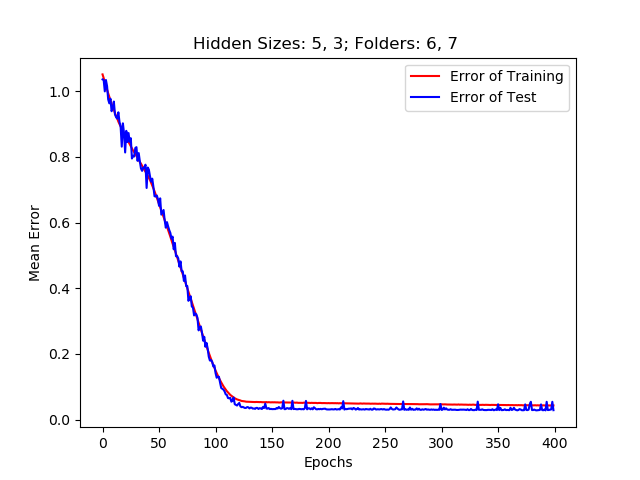 Hidden Sizes: 5, 3; Folders: 6, 7
Error of Training
Error of Test
Mean Error
1.0
0.8
0.6
0.4
0.2
0.0
0 50 100 150 200 250 300 350 400
Epochs